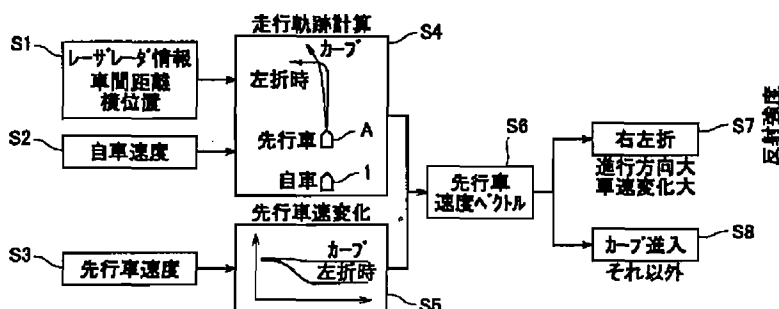 S1
レーザレーダ情報
車間距離
横位置
S2
自車速度
S3
先行車速度
走行軌跡計算
S4
カーブ
左折時
先行車
A
自車
1
先行車速変化
カーブ
左折時
S5
S6
先行車
速度ベクトル
S7
右左折
進行方向大
車速変化大
S8
カーブ進入
それ以外
反射強度